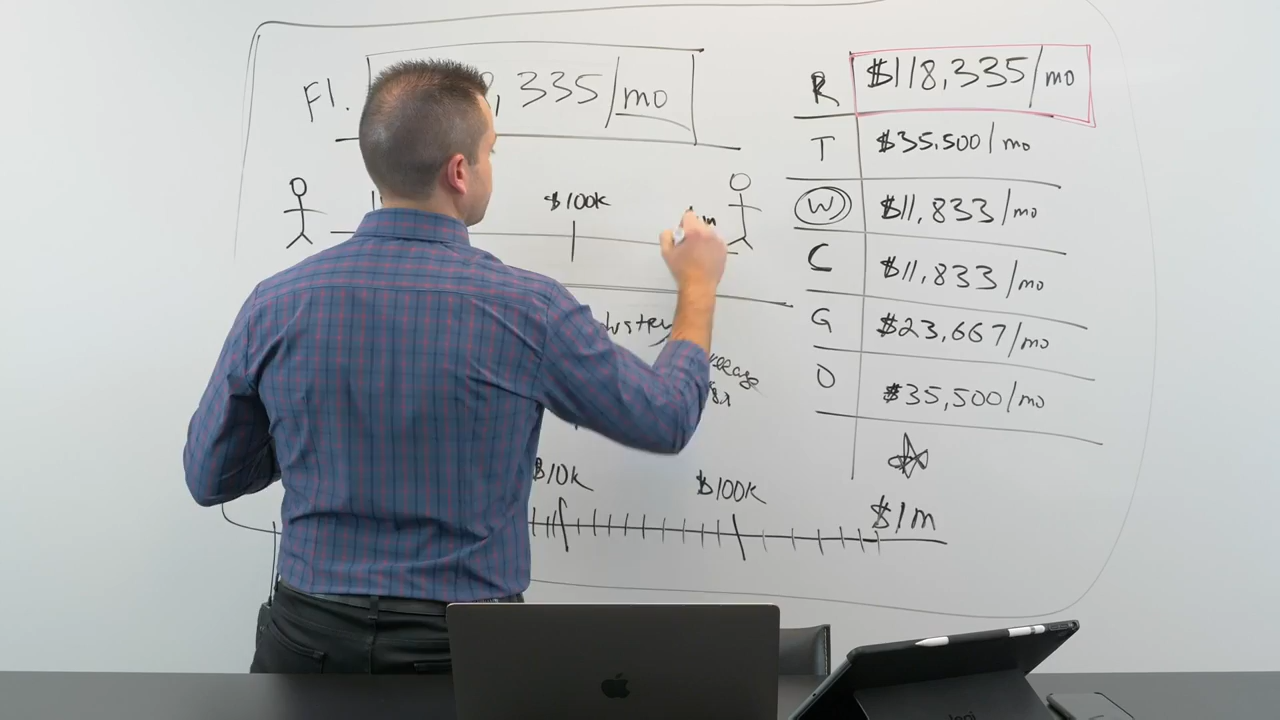 FI.
, 335/mo
$100k
m
$10k
$100k
R $118,335/mo
T $35,500/mo
W $11,833/mo
C $11,833/mo
G $23,667/mo
O $35,500/mo
$1m